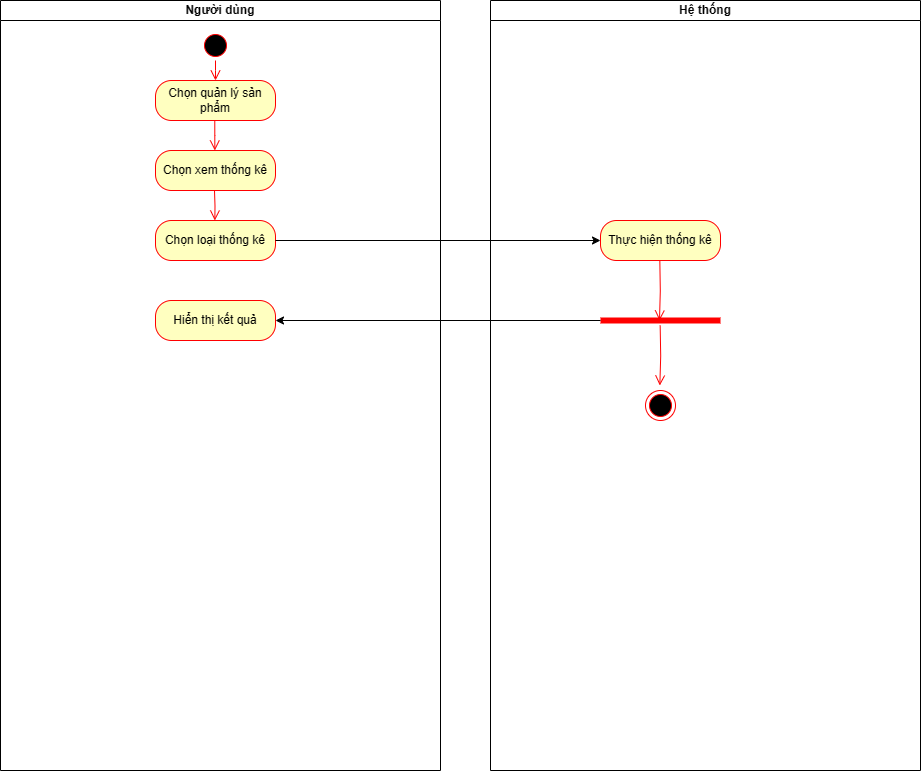 Người dùng
Hệ thống
Chọn quản lý sản
phẩm
Chọn xem thống kê
Chọn loại thống kê
Thực hiện thống kê
Hiển thị kết quả